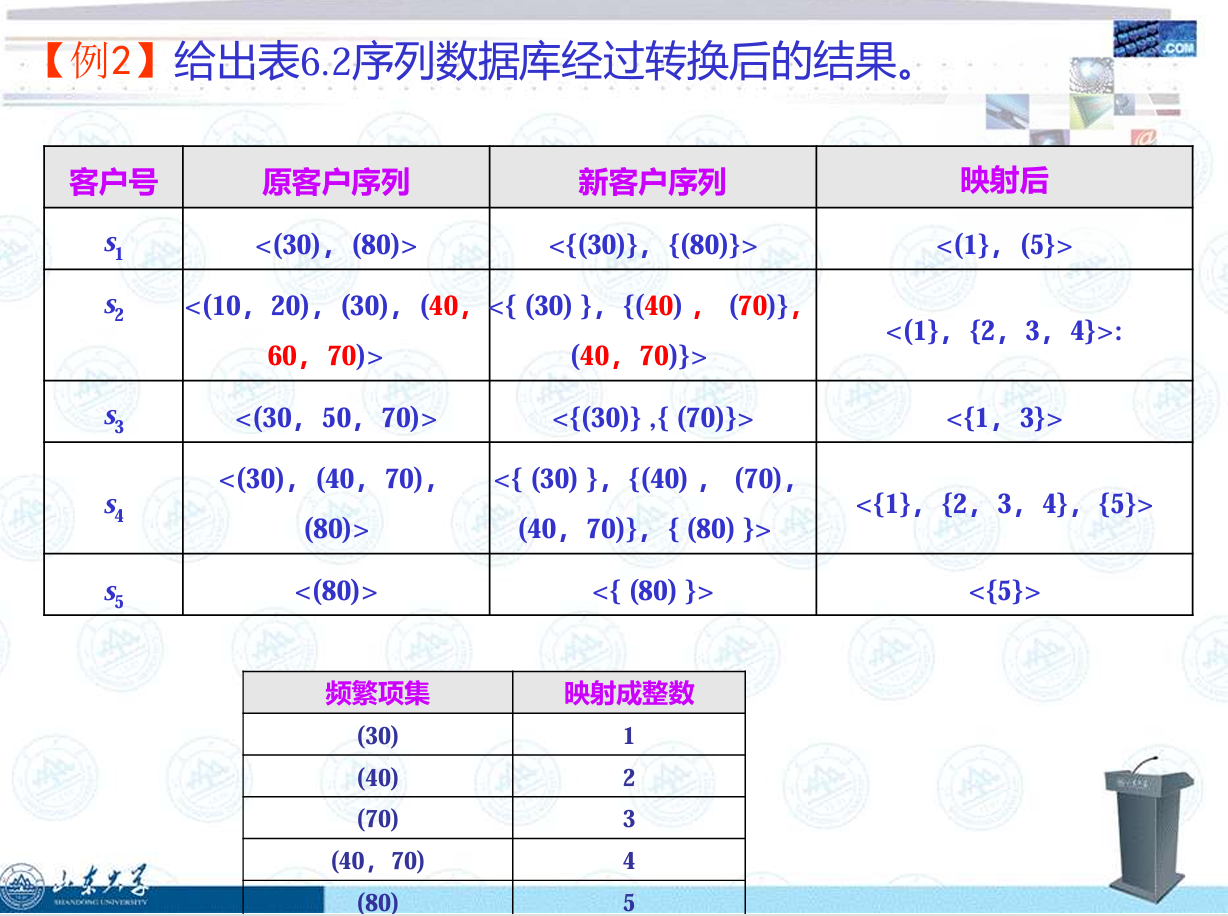 【例2】给出表6.2序列数据库经过转换后的结果。
.COM
客户号 原客户序列 新客户序列 映射后
s1 <(30)，(80)> <{(30)}，{(80)}> <(1}，(5}>
s2 <(10，20)，(30)，(40，60，70)> <{ (30) }，{(40) ， (70)}，(40，70)}> <(1}，{2，3，4}>:
s3 <(30，50，70)> <{(30)} ,{ (70)}> <{1，3}>
s4 <(30)，(40，70)，(80)> <{ (30) }，{(40) ， (70)，(40，70)}，{ (80) }> <{1}，{2，3，4}，{5}>
s5 <(80)> <{ (80) }> <{5}>
频繁项集 映射成整数
(30) 1
(40) 2
(70) 3
(40，70) 4
(80) 5
山东大学
SHANDONG UNIVERSITY